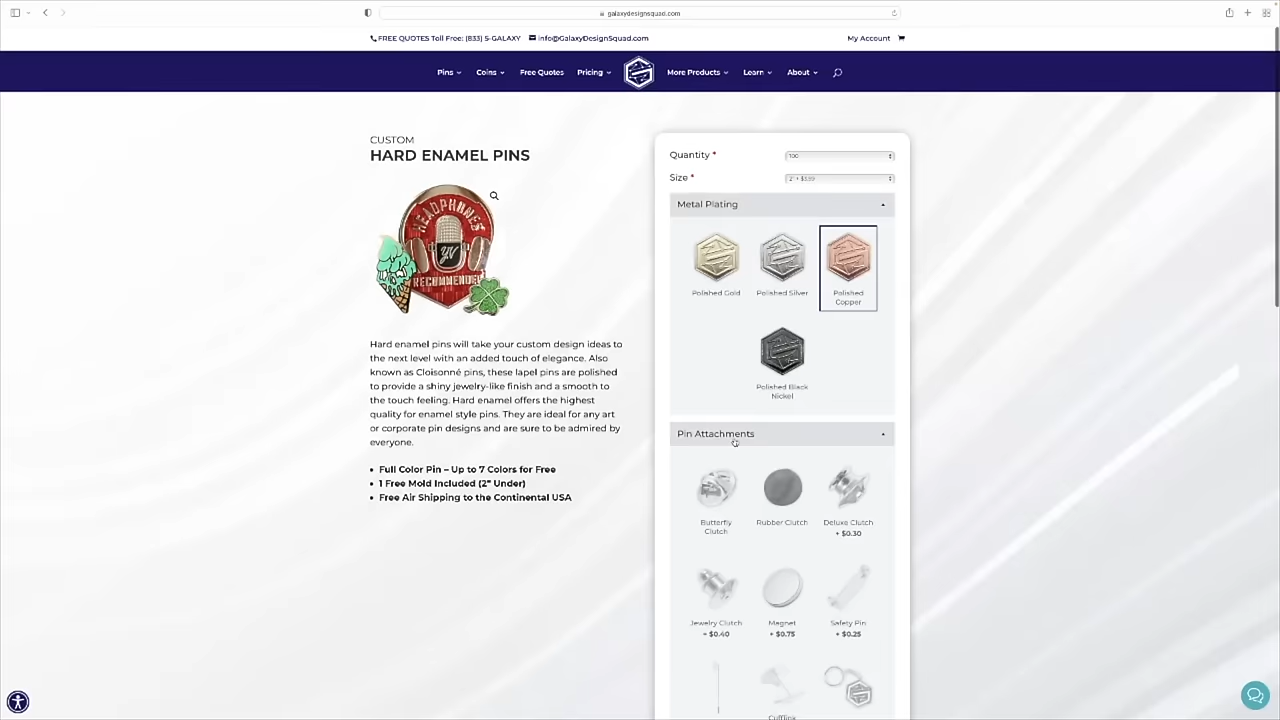 galaxydesignsquad.com
FREE QUOTES Toll Free: (833) 5-GALAXY
info@GalaxyDesignSquad.com
My Account
Pins
Coins
Free Quotes
Pricing
More Products
Learn
About
CUSTOM
HARD ENAMEL PINS
HEADPHONES
YN
RECOMMENDED
Hard enamel pins will take your custom design ideas to
the next level with an added touch of elegance. Also
known as Cloisonné pins, these lapel pins are polished
to provide a shiny jewelry-like finish and a smooth to
the touch feeling. Hard enamel offers the highest
quality for enamel style pins. They are ideal for any art
or corporate pin designs and are sure to be admired by
everyone.
• Full Color Pin – Up to 7 Colors for Free
• 1 Free Mold Included (2" Under)
• Free Air Shipping to the Continental USA
Quantity *
100
Size *
Metal Plating
Polished Gold
Polished Silver
Polished
Copper
Polished Black
Nickel
Pin Attachments
Butterfly
Clutch
Rubber Clutch
Deluxe Clutch
+ $0.30
Jewelry Clutch
+ $0.40
Magnet
+ $0.75
Safety Pin
+ $0.25
Cufflink